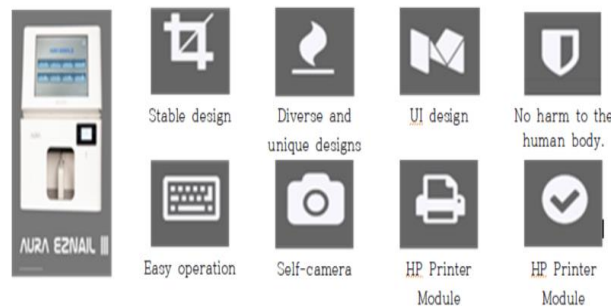 Stable design
Diverse and
unique designs
UI design
No harm to the
human body.
AURA EZNAIL III
Easy operation
Self-camera
HP Printer
Module
HP Printer
Module